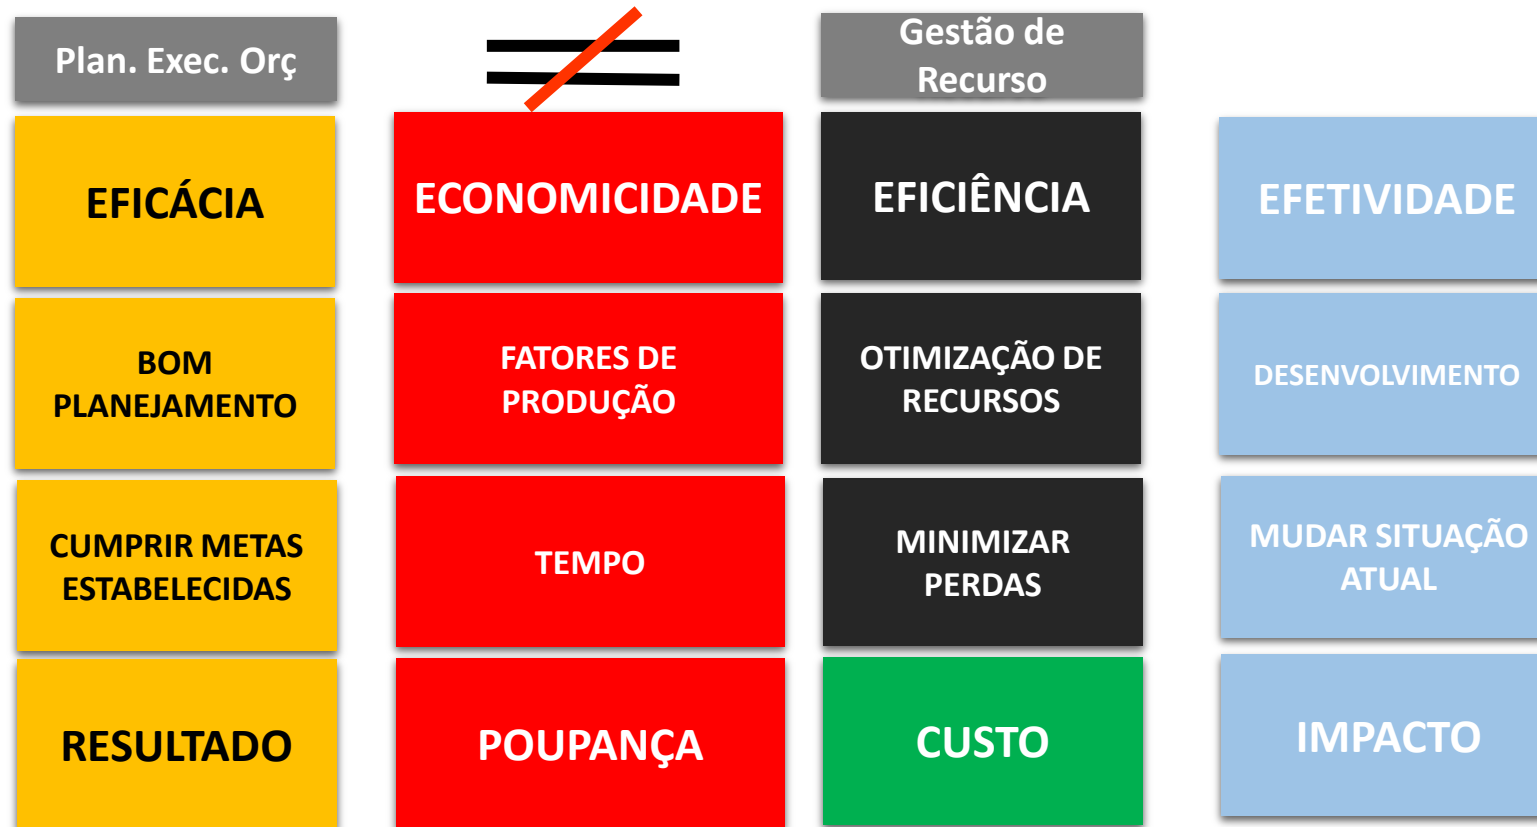 Plan. Exec. Orç
Gestão de
Recurso
EFICÁCIA
ECONOMICIDADE
EFICIÊNCIA
EFETIVIDADE
BOM
PLANEJAMENTO
FATORES DE
PRODUÇÃO
OTIMIZAÇÃO DE
RECURSOS
DESENVOLVIMENTO
CUMPRIR METAS
ESTABELECIDAS
TEMPO
MINIMIZAR
PERDAS
MUDAR SITUAÇÃO
ATUAL
RESULTADO
POUPANÇA
CUSTO
IMPACTO